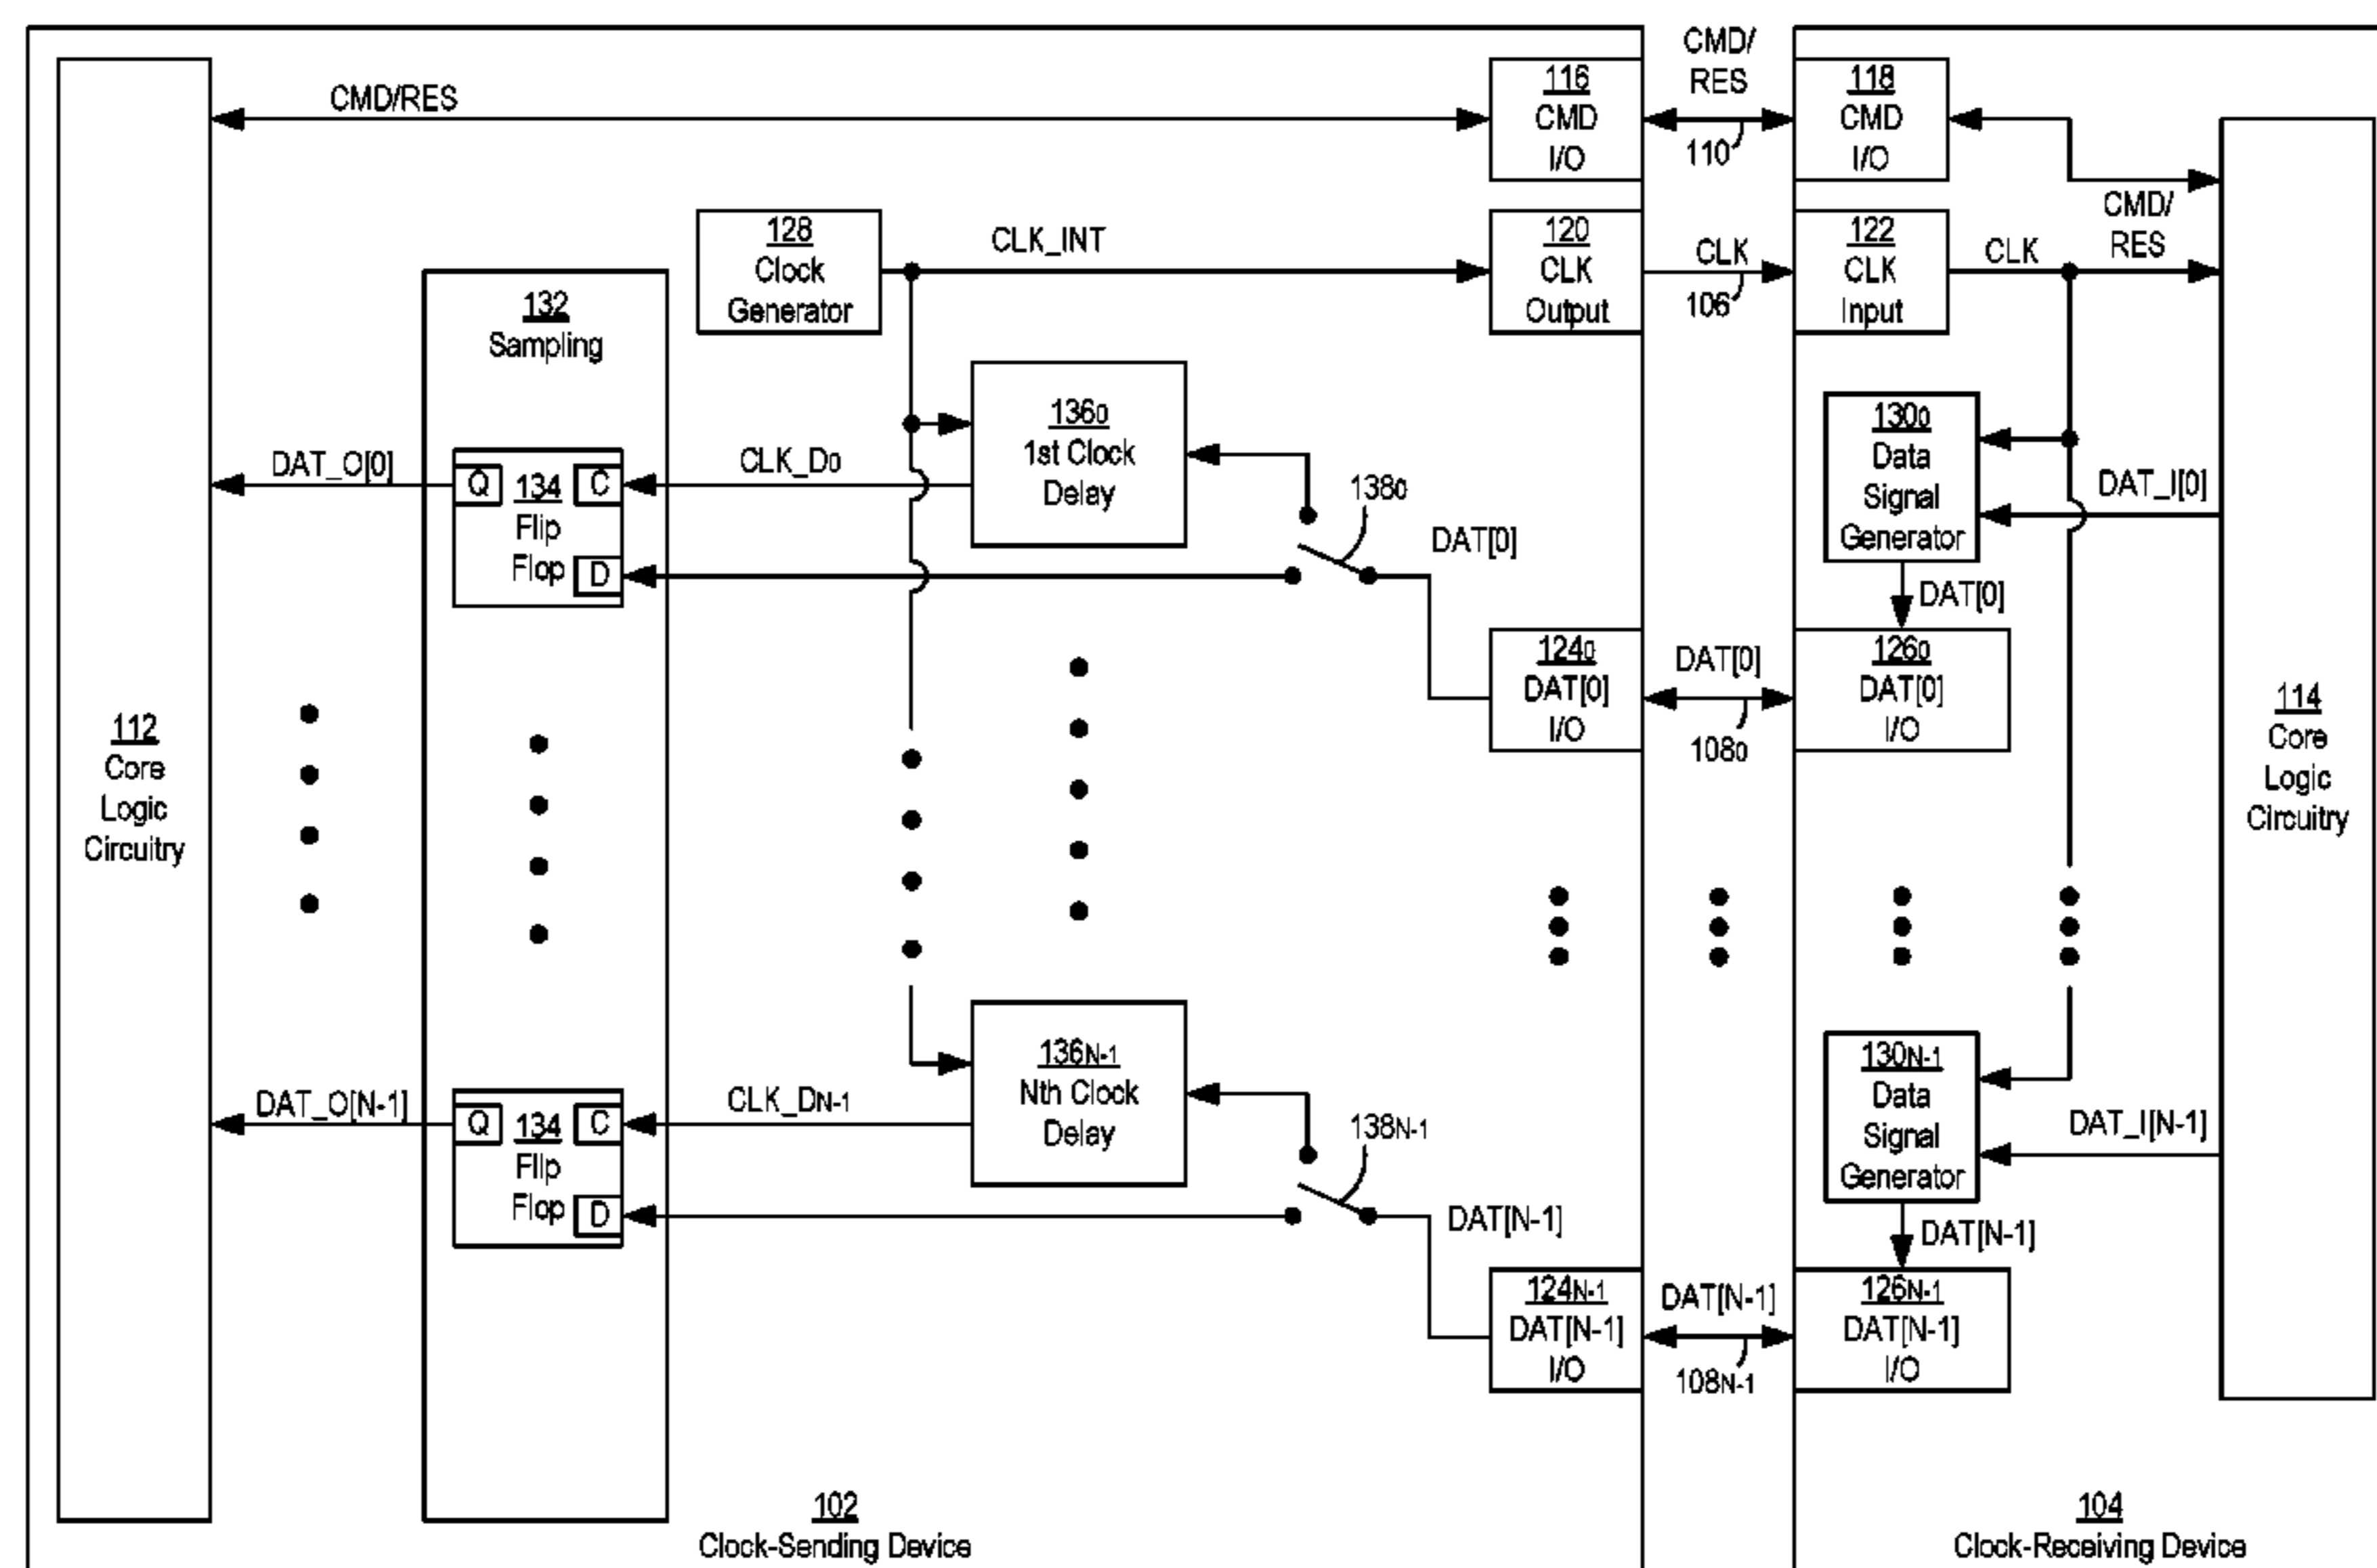 CMD/
RES
CMD/RES
116
CMD
I/O
110
118
CMD
I/O
CMD/
RES
128
Clock
Generator
CLK_INT
120
CLK
Output
CLK
106
122
CLK
Input
CLK
132
Sampling
1360
1st Clock
Delay
1300
Data
Signal
Generator
DAT_O[0]
Q
134
C
Flip
Flop
D
CLK_D0
1380
DAT[0]
DAT_I[0]
DAT[0]
1240
DAT[0]
I/O
DAT[0]
1080
1260
DAT[0]
I/O
112
Core
Logic
Circuitry
114
Core
Logic
Circuitry
136N-1
Nth Clock
Delay
130N-1
Data
Signal
Generator
DAT_O[N-1]
Q
134
C
Flip
Flop
D
CLK_DN-1
138N-1
DAT[N-1]
DAT_I[N-1]
DAT[N-1]
124N-1
DAT[N-1]
I/O
DAT[N-1]
108N-1
126N-1
DAT[N-1]
I/O
102
Clock-Sending Device
104
Clock-Receiving Device